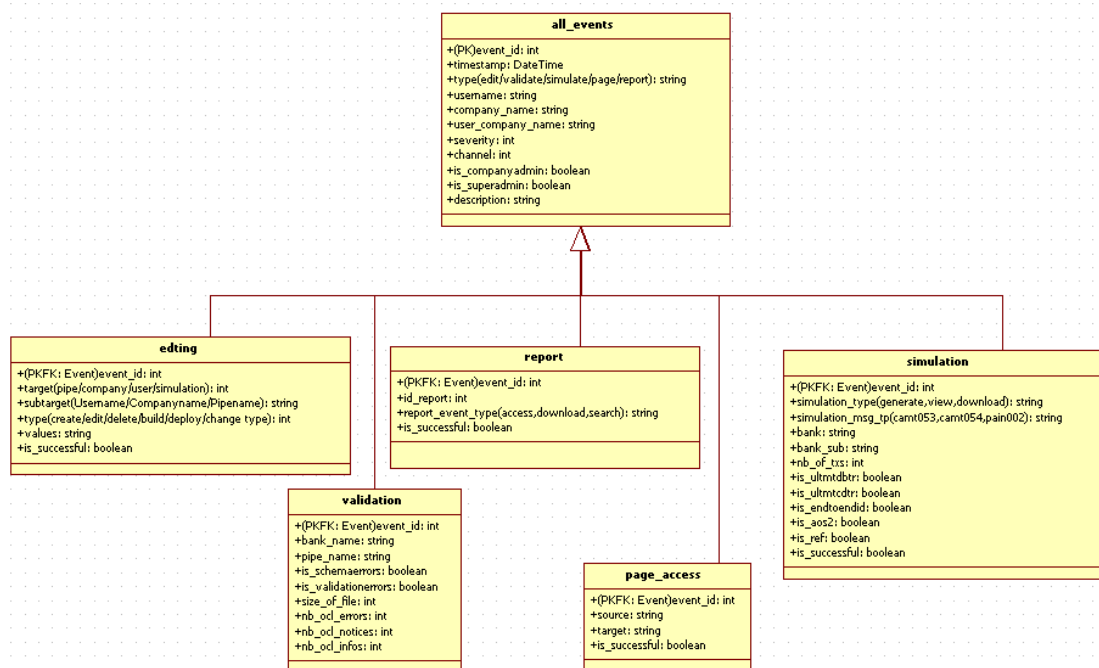 all_events
+(PK)event_id: int
+timestamp: DateTime
+type(edit/validate/simulate/page/report): string
+username: string
+company_name: string
+user_company_name: string
+severity: int
+channel: int
+is_companyadmin: boolean
+is_superadmin: boolean
+description: string
edting
+(PKFK: Event)event_id: int
+target(pipe/company/user/simulation): int
+subtarget(Username/Companyname/Pipename): string
+type(create/edit/delete/build/deploy/change type): int
+values: string
+is_successful: boolean
report
+(PKFK: Event)event_id: int
+id_report: int
+report_event_type(access,download,search): string
+is_successful: boolean
simulation
+(PKFK: Event)event_id: int
+simulation_type(generate,view,download): string
+simulation_msg_tp(camt053,camt054,pain002): string
+bank: string
+bank_sub: string
+nb_of_txs: int
+is_ultmtdbtr: boolean
+is_ultmtcdtr: boolean
+is_endtoendid: boolean
+is_aos2: boolean
+is_ref: boolean
+is_successful: boolean
validation
+(PKFK: Event)event_id: int
+bank_name: string
+pipe_name: string
+is_schemaerrors: boolean
+is_validationerrors: boolean
+size_of_file: int
+nb_ocl_errors: int
+nb_ocl_notices: int
+nb_ocl_infos: int
page_access
+(PKFK: Event)event_id: int
+source: string
+target: string
+is_successful: boolean